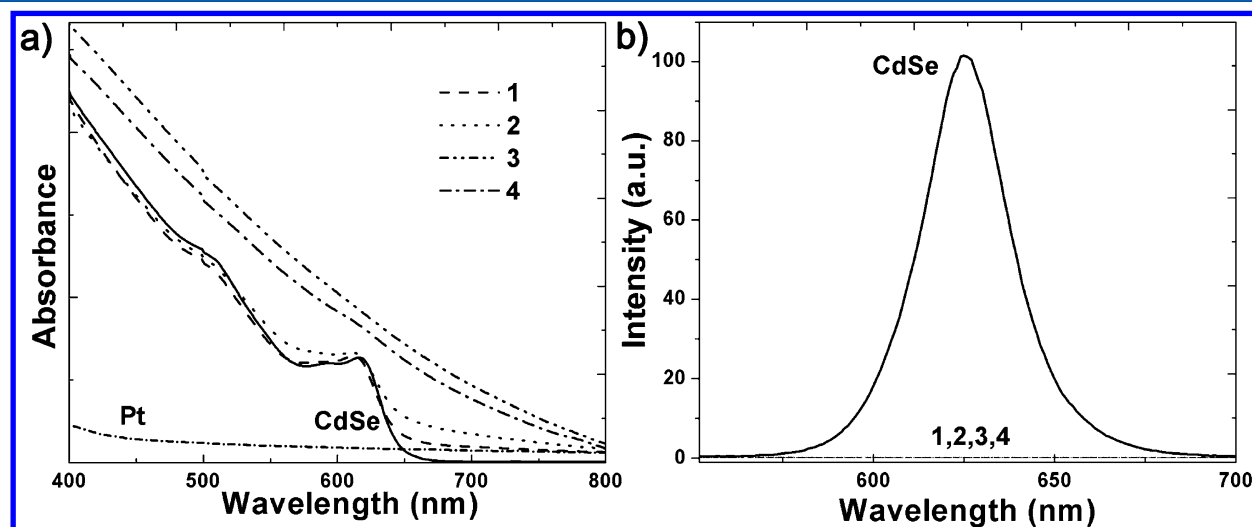 a)
Absorbance
1
2
3
4
Pt
CdSe
400
500
600
700
800
Wavelength (nm)
b)
Intensity (a.u.)
100
80
60
40
20
0
CdSe
1,2,3,4
600
650
700
Wavelength (nm)